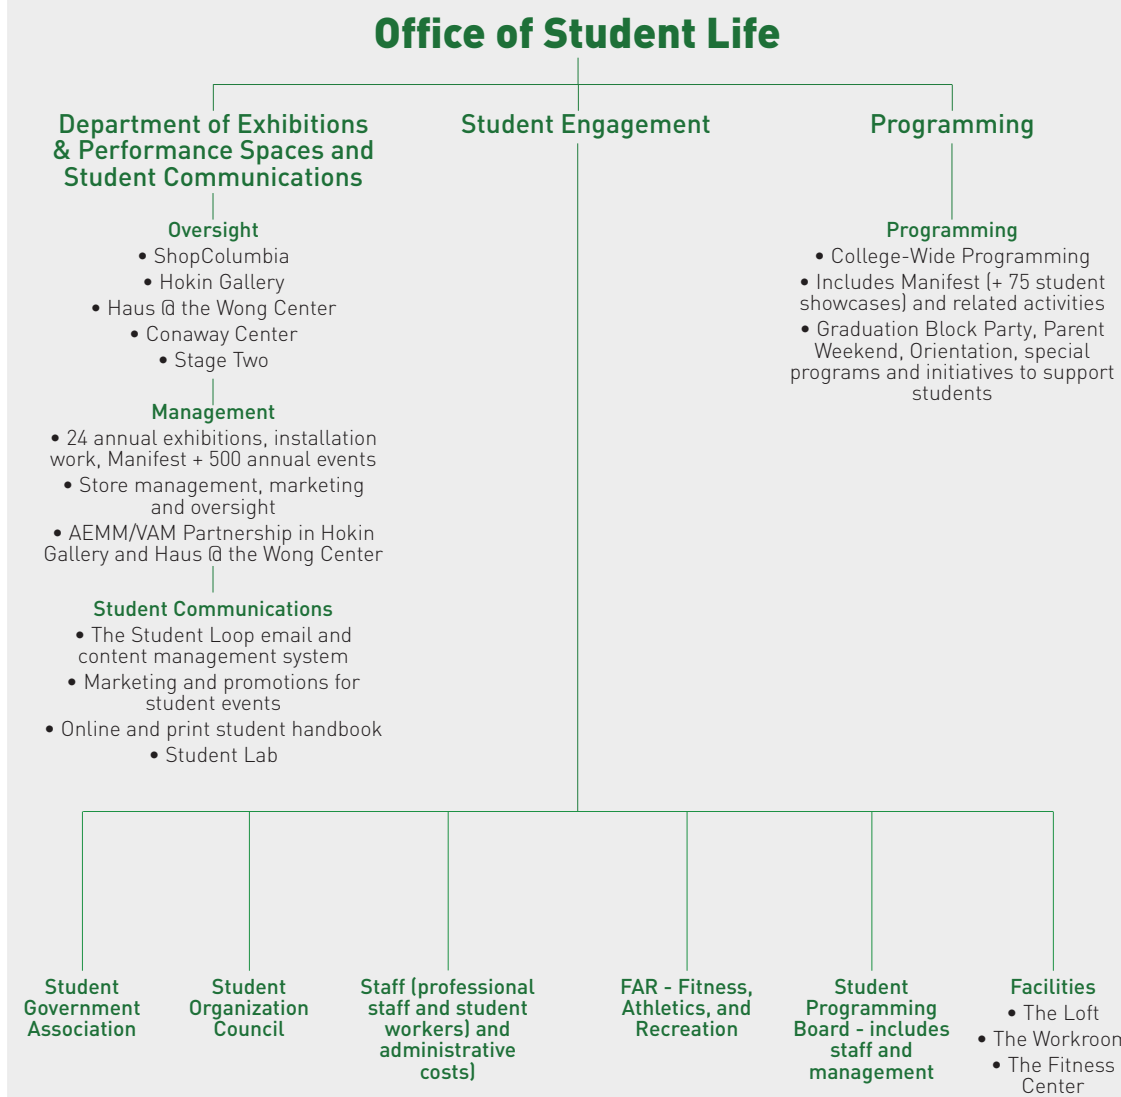 Office of Student Life
Department of Exhibitions
& Performance Spaces and
Student Communications
Oversight
• ShopColumbia
• Hokin Gallery
• Haus @ the Wong Center
• Conaway Center
• Stage Two
Management
• 24 annual exhibitions, installation
work, Manifest + 500 annual events
• Store management, marketing
and oversight
• AEMM/VAM Partnership in Hokin
Gallery and Haus @ the Wong Center
Student Communications
• The Student Loop email and
content management system
• Marketing and promotions for
student events
• Online and print student handbook
• Student Lab
Student Engagement
Programming
Programming
• College-Wide Programming
• Includes Manifest (+ 75 student
showcases) and related activities
• Graduation Block Party, Parent
Weekend, Orientation, special
programs and initiatives to support
students
Student
Government
Association
Student
Organization
Council
Staff (professional
staff and student
workers) and
administrative
costs)
FAR - Fitness,
Athletics, and
Recreation
Student
Programming
Board - includes
staff and
management
Facilities
• The Loft
• The Workroom
• The Fitness
Center